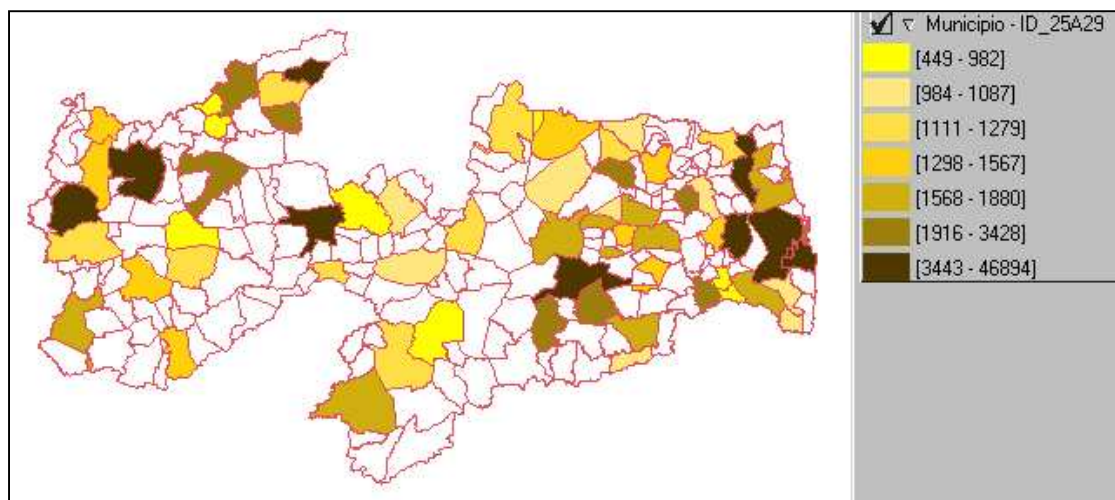 Municipio - ID_25A29
[449 - 982]
[984 - 1087]
[1111 - 1279]
[1298 - 1567]
[1568 - 1880]
[1916 - 3428]
[3443 - 46894]